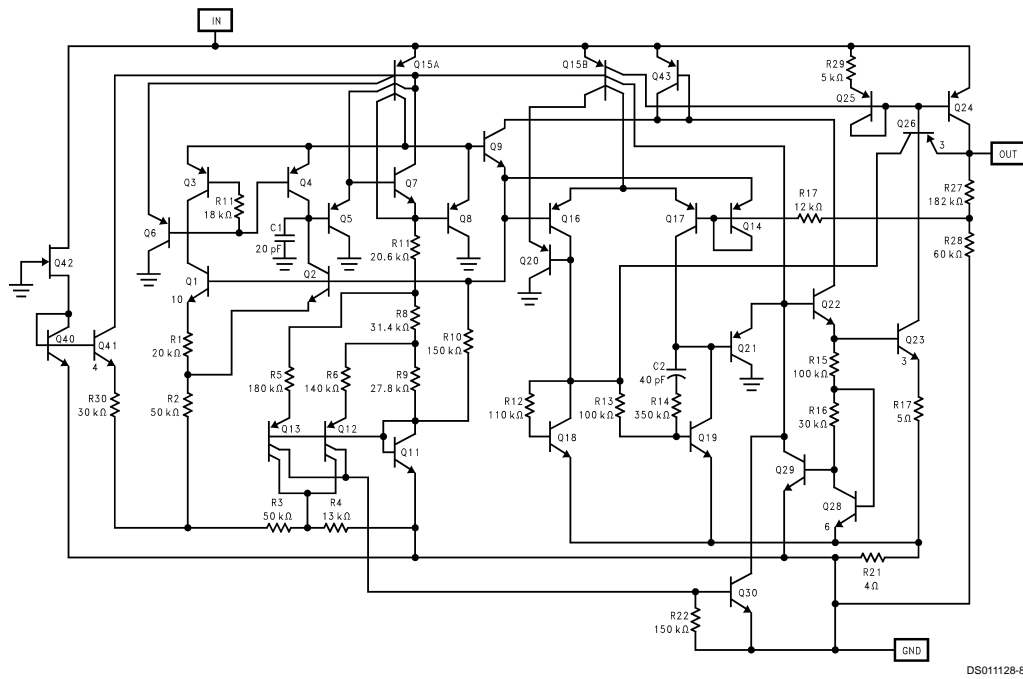 IN
Q15A
Q15B
Q43
R29
5 kΩ
Q25
Q24
Q26
3
OUT
Q9
Q3
Q4
Q7
R11
18 kΩ
Q5
Q8
Q6
C1
20 pF
R17
12 kΩ
R27
182 kΩ
Q16
Q17
Q14
R28
60 kΩ
Q42
R11
20.6 kΩ
Q20
Q1
10
Q2
R8
31.4 kΩ
R10
150 kΩ
Q22
Q40
Q41
4
R1
20 kΩ
Q21
Q23
3
R5
180 kΩ
R6
140 kΩ
R9
27.8 kΩ
C2
40 pF
R15
100 kΩ
R30
30 kΩ
R2
50 kΩ
R12
110 kΩ
R13
100 kΩ
R14
350 kΩ
R16
30 kΩ
R17
5Ω
Q13
Q12
Q11
Q18
Q19
Q29
Q28
6
R3
50 kΩ
R4
13 kΩ
R21
4Ω
Q30
R22
150 kΩ
GND
DS011128-8